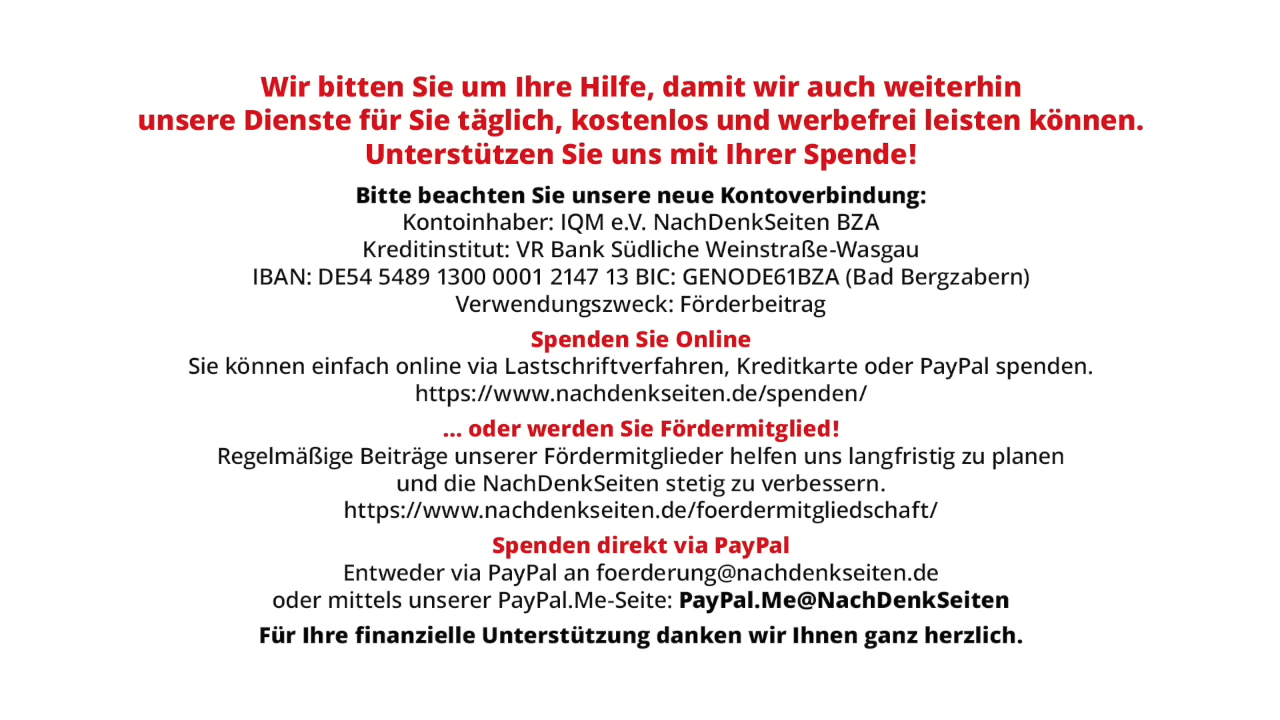 Wir bitten Sie um Ihre Hilfe, damit wir auch weiterhin
unsere Dienste für Sie täglich, kostenlos und werbefrei leisten können.
Unterstützen Sie uns mit Ihrer Spende!
Bitte beachten Sie unsere neue Kontoverbindung:
Kontoinhaber: IQM e.V. NachDenkSeiten BZA
Kreditinstitut: VR Bank Südliche Weinstraße-Wasgau
IBAN: DE54 5489 1300 0001 2147 13 BIC: GENODE61BZA (Bad Bergzabern)
Verwendungszweck: Förderbeitrag
Spenden Sie Online
Sie können einfach online via Lastschriftverfahren, Kreditkarte oder PayPal spenden.
https://www.nachdenkseiten.de/spenden/
... oder werden Sie Fördermitglied!
Regelmäßige Beiträge unserer Fördermitglieder helfen uns langfristig zu planen
und die NachDenkSeiten stetig zu verbessern.
https://www.nachdenkseiten.de/foerdermitgliedschaft/
Spenden direkt via PayPal
Entweder via PayPal an foerderung@nachdenkseiten.de
oder mittels unserer PayPal.Me-Seite: PayPal.Me@NachDenkSeiten
Für Ihre finanzielle Unterstützung danken wir Ihnen ganz herzlich.